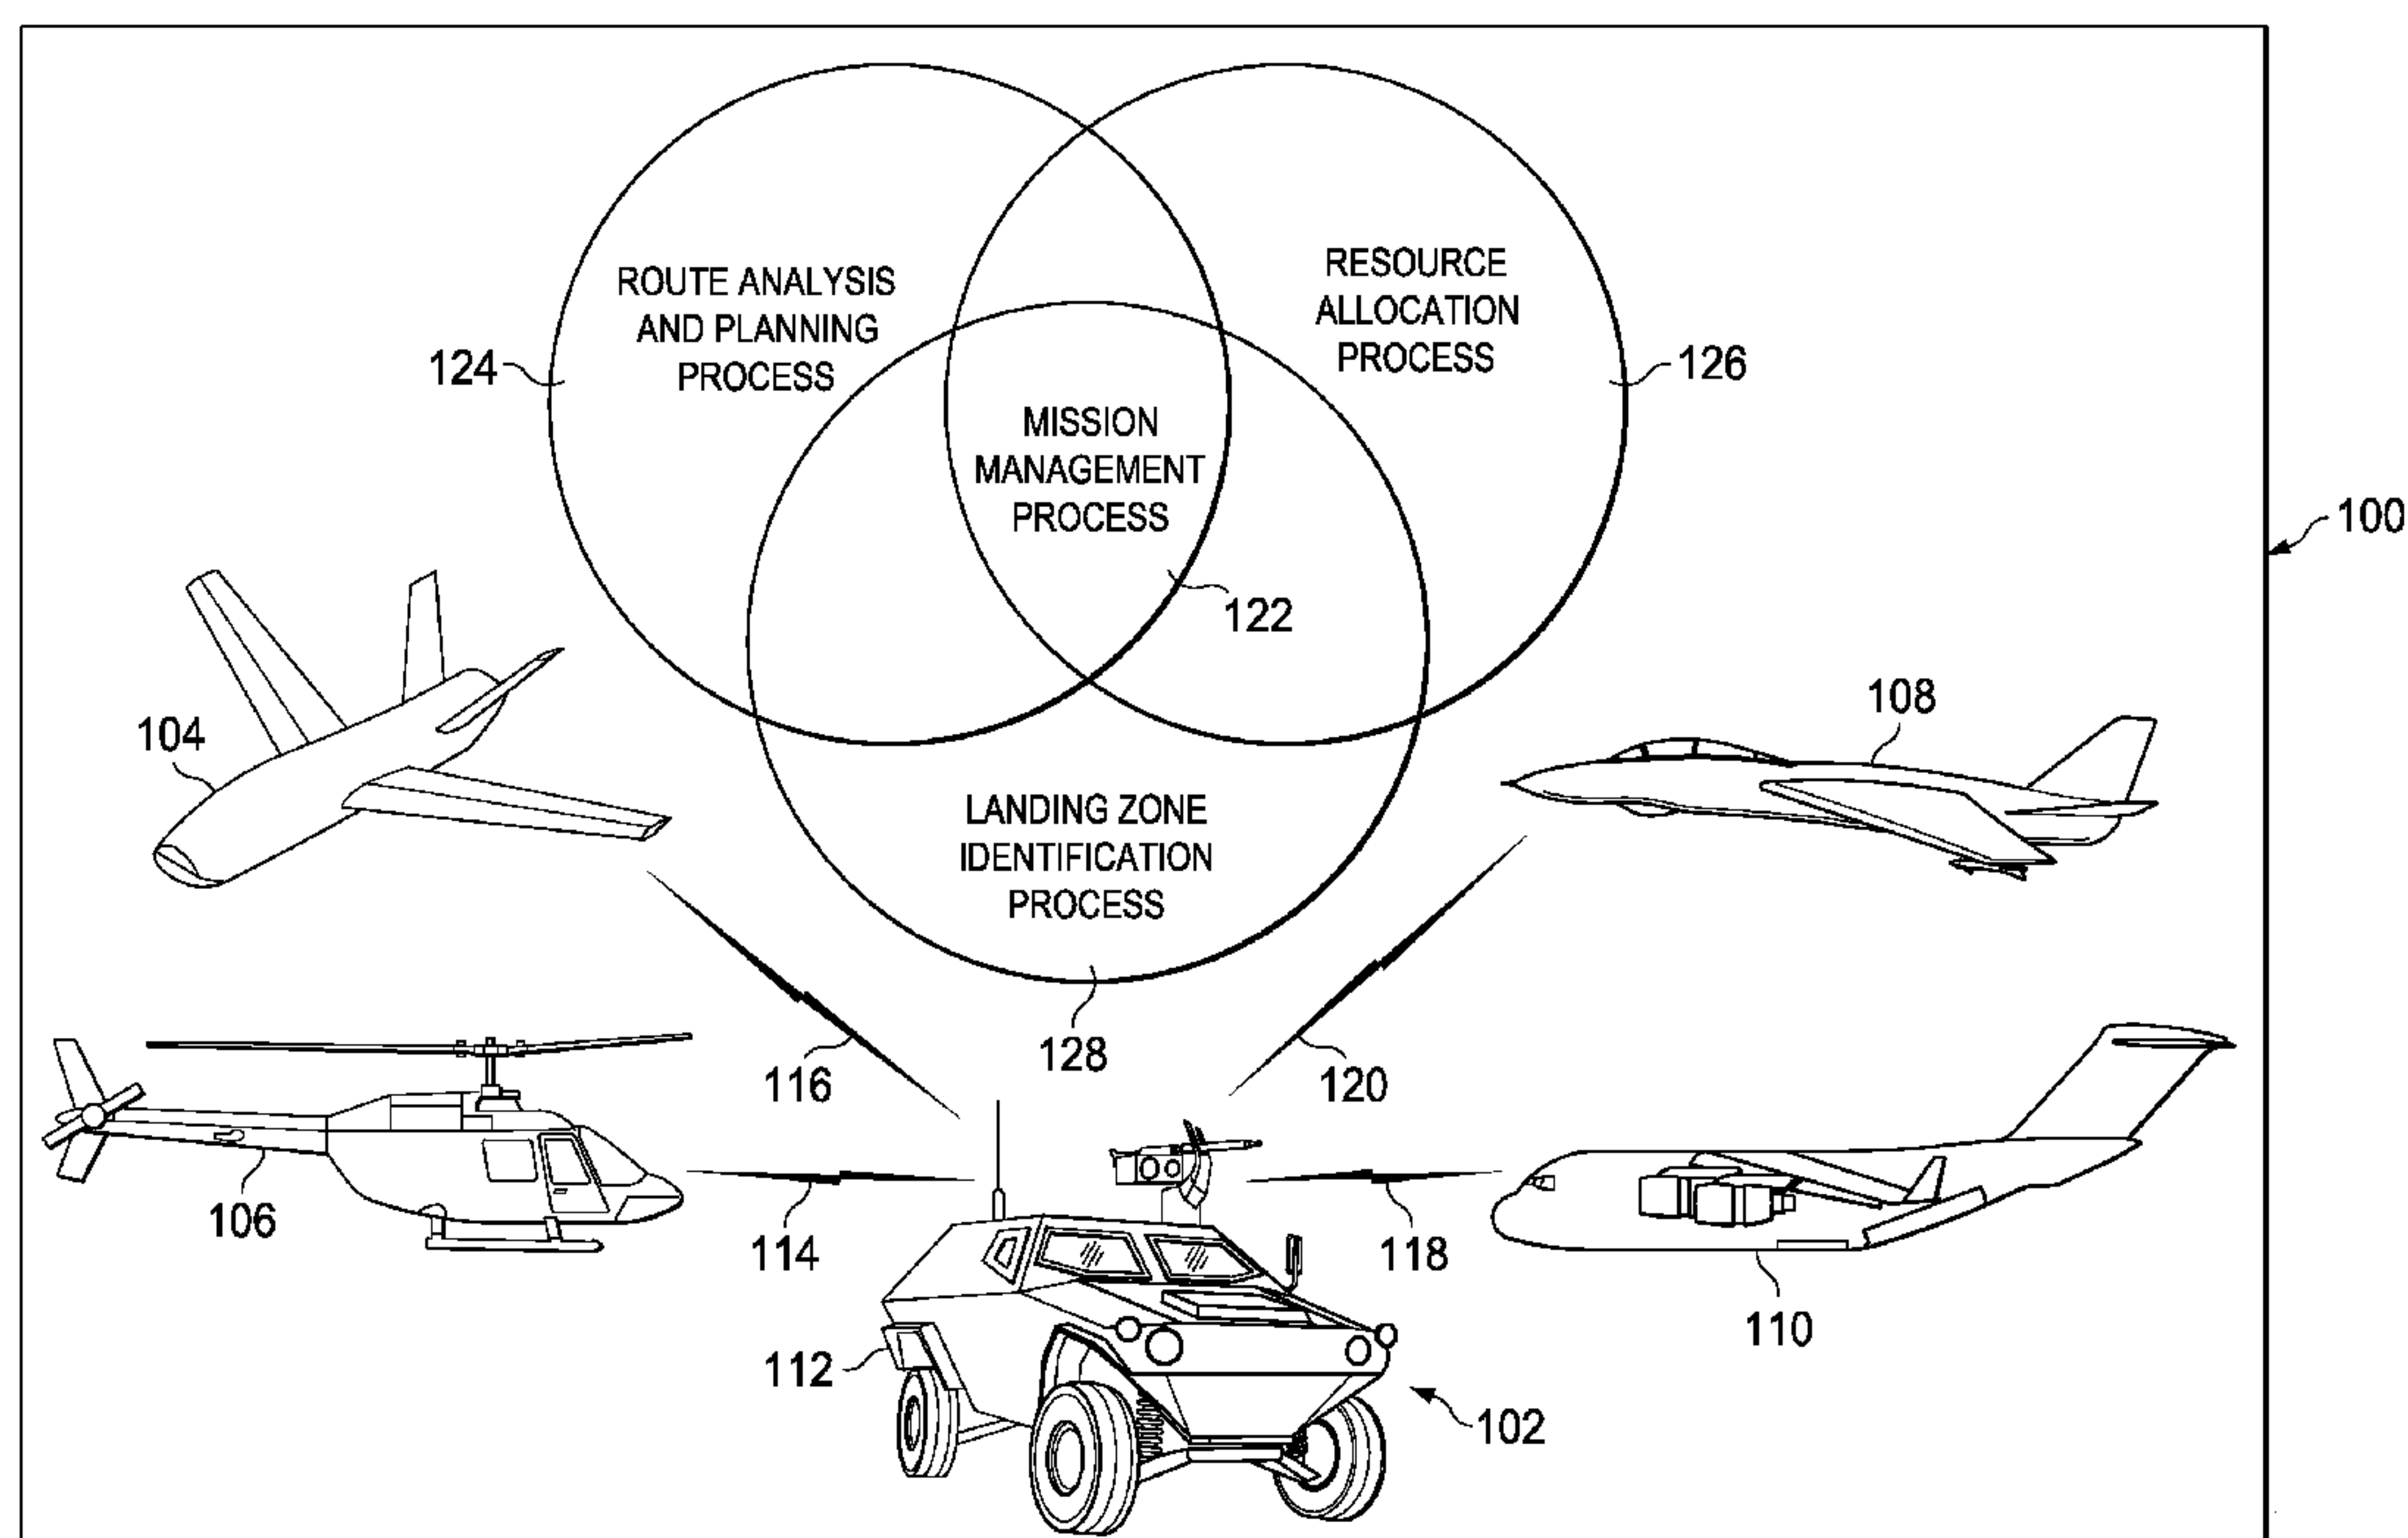 ROUTE ANALYSIS
AND PLANNING
PROCESS
RESOURCE
ALLOCATION
PROCESS
124
126
MISSION
MANAGEMENT
PROCESS
100
122
108
104
LANDING ZONE
IDENTIFICATION
PROCESS
128
116
120
106
114
118
110
112
102